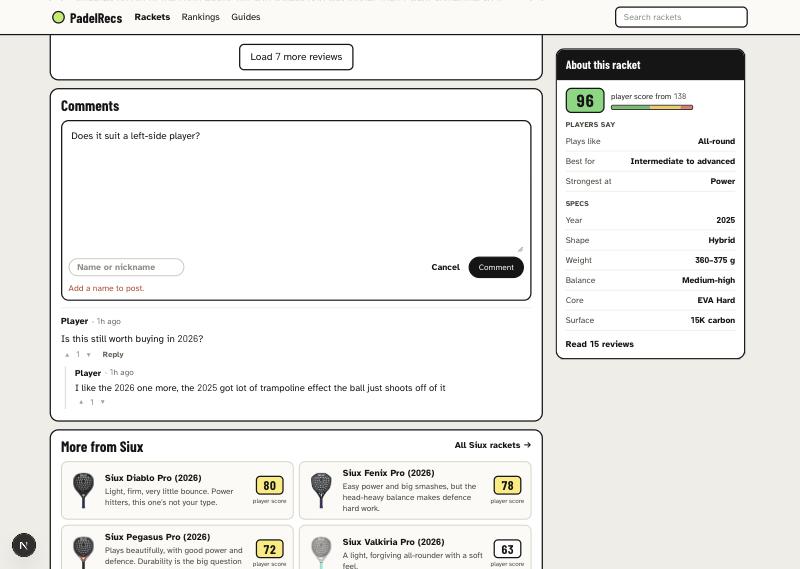 PadelRecs Rackets Rankings Guides Search rackets
Load 7 more reviews
Comments
Does it suit a left-side player?
Name or nickname Cancel Comment
Add a name to post.
Player · 1h ago
Is this still worth buying in 2026?
▲ 1 ▼ Reply
Player · 1h ago
I like the 2026 one more, the 2025 got lot of trampoline effect the ball just shoots off of it
▲ 1 ▼
More from Siux All Siux rackets →
Siux Diablo Pro (2026)
Light, firm, very little bounce. Power
hitters, this one's not your type.
80
player score
Siux Fenix Pro (2026)
Easy power and big smashes, but the
head-heavy balance makes defence
hard work.
78
player score
Siux Pegasus Pro (2026)
Plays beautifully, with good power and
defence. Durability is the big question
72
player score
Siux Valkiria Pro (2026)
A light, forgiving all-rounder with a soft
feel.
63
player score
About this racket
96 player score from 138
PLAYERS SAY
Plays like All-round
Best for Intermediate to advanced
Strongest at Power
SPECS
Year 2025
Shape Hybrid
Weight 360–375 g
Balance Medium-high
Core EVA Hard
Surface 15K carbon
Read 15 reviews
N